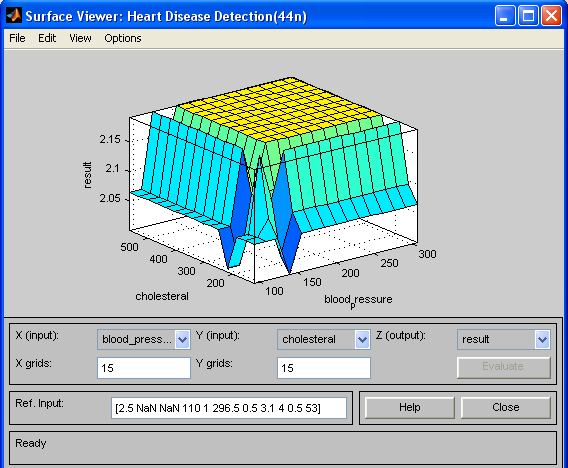 Surface Viewer: Heart Disease Detection(44n)
File Edit View Options
2.15
2.1
2.05
result
500
400
300
200
cholesteral
100
150
200
250
300
blood_pressure
X (input): blood_press... Y (input): cholesteral Z (output): result
X grids: 15 Y grids: 15 Evaluate
Ref. Input: [2.5 NaN NaN 110 1 296.5 0.5 3.1 4 0.5 53] Help Close
Ready